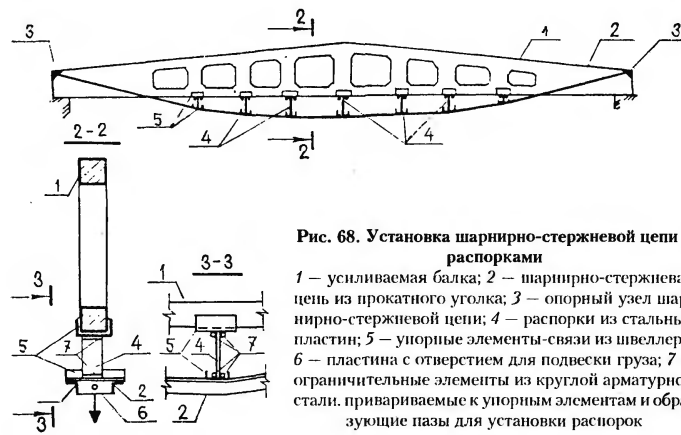 2
3
1
2
3
5
4
4
2
2-2
1
3
5
7
4
3
2
6
3-3
1
5
4
7
2
Рис. 68. Установка шарнирно-стержневой цепи
распорками
1 — усиливаемая балка; 2 — шарнирно-стержнева
цепь из прокатного уголка; 3 — опорный узел шар
нирно-стержневой цепи; 4 — распорки из стальны
пластин; 5 — упорные элементы-связи из швеллер
6 — пластина с отверстием для подвески груза; 7
ограничительные элементы из круглой арматурно
стали. привариваемые к упорным элементам и обра
зующие пазы для установки распорок